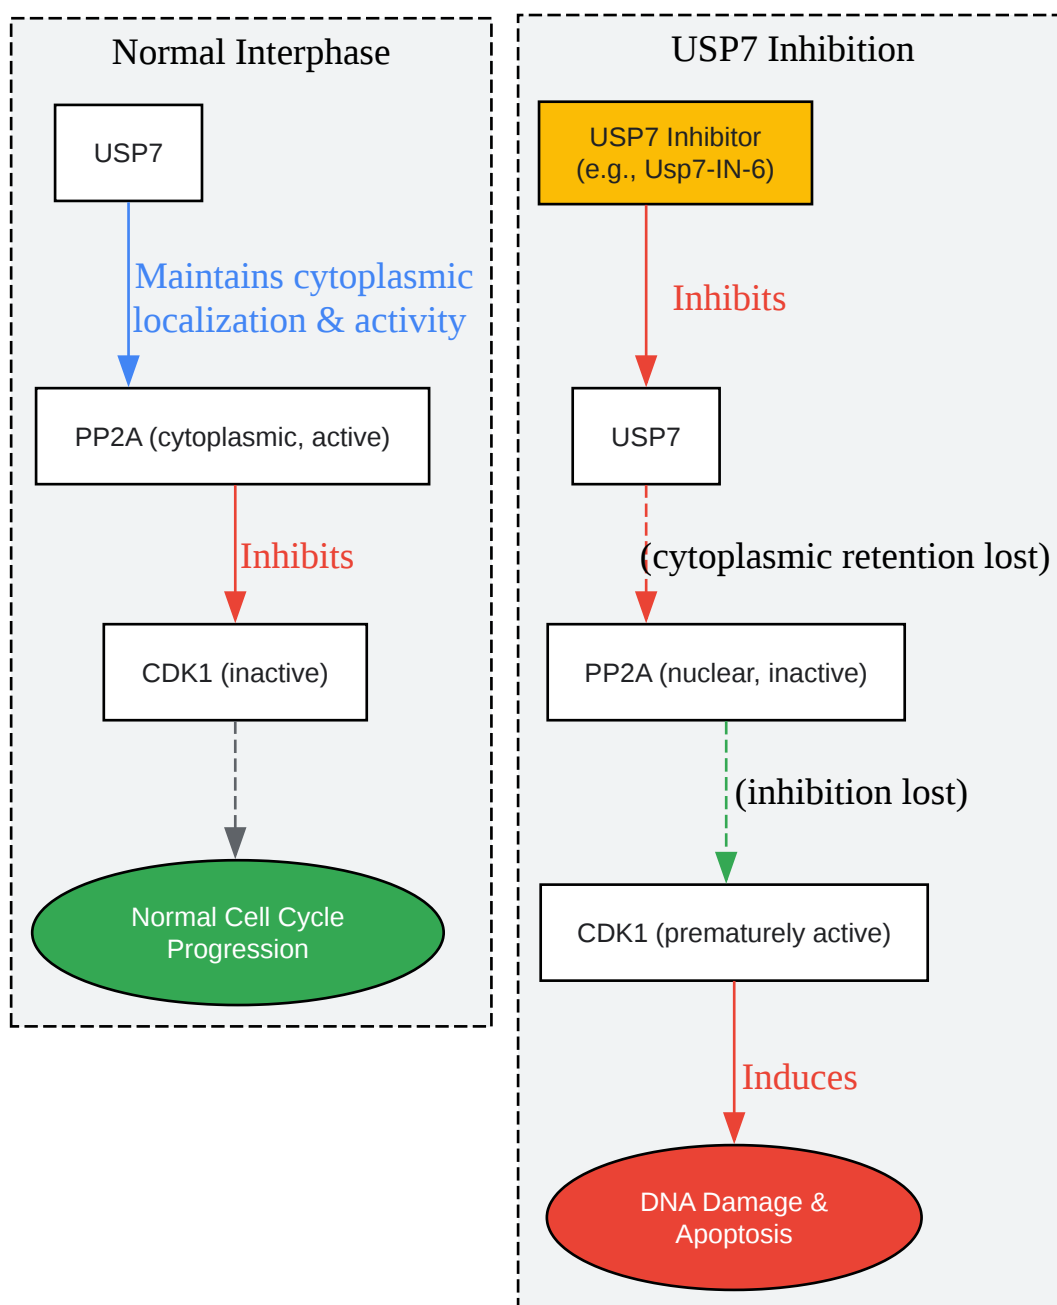 Normal Interphase
USP7
Maintains cytoplasmic
localization & activity
PP2A (cytoplasmic, active)
Inhibits
CDK1 (inactive)
Normal Cell Cycle
Progression
USP7 Inhibition
USP7 Inhibitor
(e.g., Usp7-IN-6)
Inhibits
USP7
(cytoplasmic retention lost)
PP2A (nuclear, inactive)
(inhibition lost)
CDK1 (prematurely active)
Induces
DNA Damage &
Apoptosis